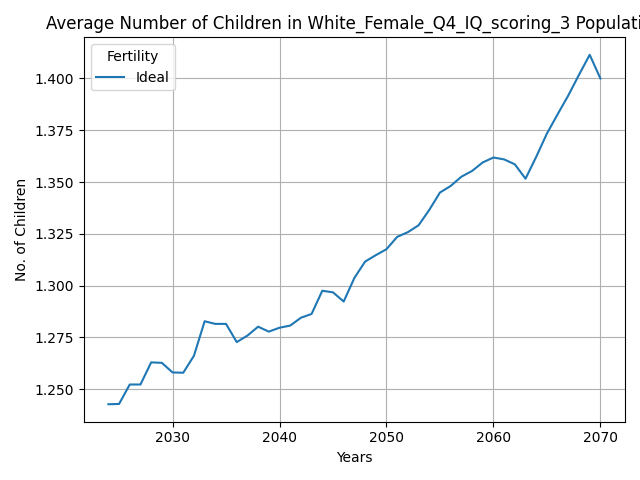 Average Number of Children in White_Female_Q4_IQ_scoring_3 Populati
Fertility
Ideal
No. of Children
1.400
1.375
1.350
1.325
1.300
1.275
1.250
2030 2040 2050 2060 2070
Years